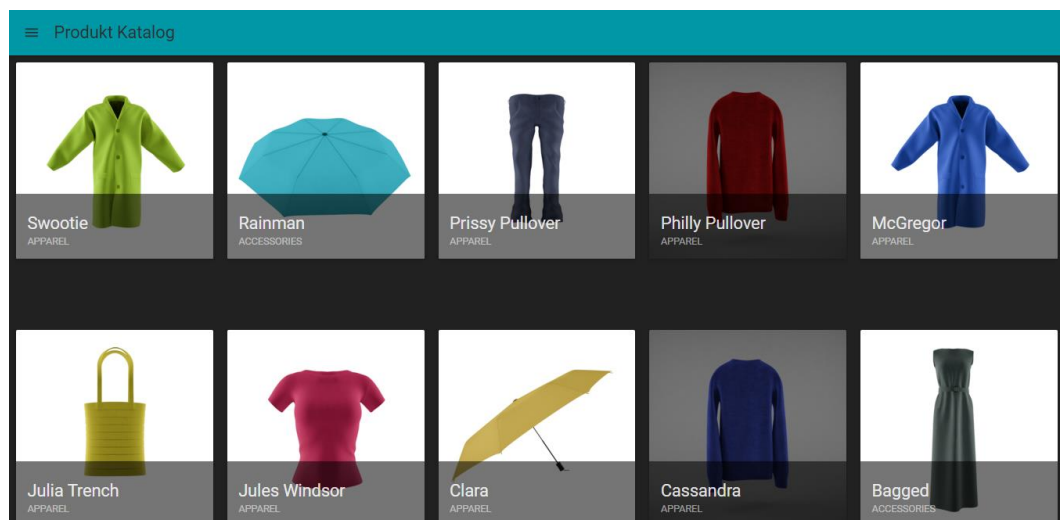 Produkt Katalog
Swootie
APPAREL
Rainman
ACCESSORIES
Prissy Pullover
APPAREL
Philly Pullover
APPAREL
McGregor
APPAREL
Julia Trench
APPAREL
Jules Windsor
APPAREL
Clara
APPAREL
Cassandra
APPAREL
Bagged
ACCESSORIES